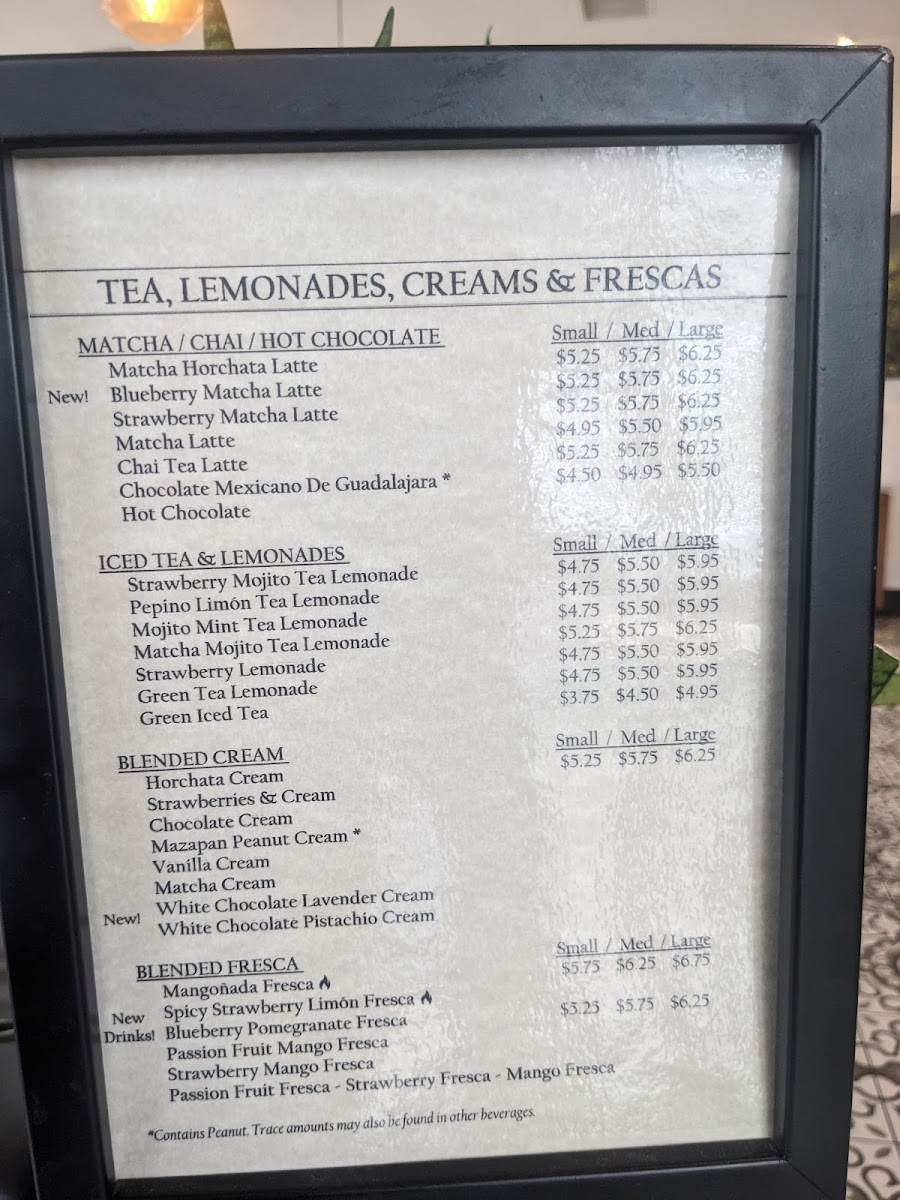 TEA, LEMONADES, CREAMS & FRESCAS
MATCHA / CHAI / HOT CHOCOLATE Small / Med / Large
Matcha Horchata Latte $5.25 $5.75 $6.25
New! Blueberry Matcha Latte $5.25 $5.75 $6.25
Strawberry Matcha Latte $5.25 $5.75 $6.25
Matcha Latte $4.95 $5.50 $5.95
Chai Tea Latte $5.25 $5.75 $6.25
Chocolate Mexicano De Guadalajara * $4.50 $4.95 $5.50
Hot Chocolate
ICED TEA & LEMONADES Small / Med / Large
Strawberry Mojito Tea Lemonade $4.75 $5.50 $5.95
Pepino Limón Tea Lemonade $4.75 $5.50 $5.95
Mojito Mint Tea Lemonade $4.75 $5.50 $5.95
Matcha Mojito Tea Lemonade $5.25 $5.75 $6.25
Strawberry Lemonade $4.75 $5.50 $5.95
Green Tea Lemonade $4.75 $5.50 $5.95
Green Iced Tea $3.75 $4.50 $4.95
BLENDED CREAM Small / Med / Large
Horchata Cream $5.25 $5.75 $6.25
Strawberries & Cream
Chocolate Cream
Mazapan Peanut Cream *
Vanilla Cream
Matcha Cream
White Chocolate Lavender Cream
New! White Chocolate Pistachio Cream
BLENDED FRESCA Small / Med / Large
Mangoñada Fresca $5.75 $6.25 $6.75
Spicy Strawberry Limón Fresca
New Drinks! Blueberry Pomegranate Fresca $5.25 $5.75 $6.25
Passion Fruit Mango Fresca
Strawberry Mango Fresca
Passion Fruit Fresca - Strawberry Fresca - Mango Fresca
*Contains Peanut. Trace amounts may also be found in other beverages.